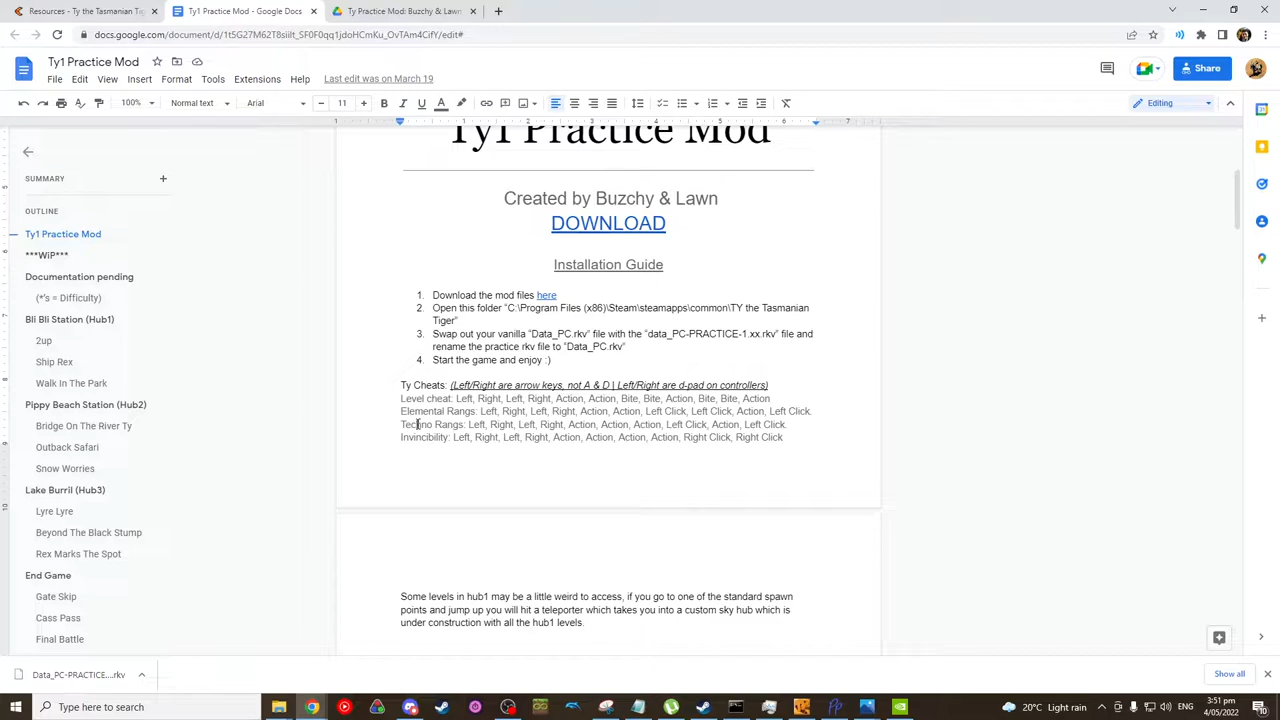 Resources - Ty the Tasmanian Tig
Ty1 Practice Mod - Google Docs
Ty Practice Mod: Buzchy & Lawn
docs.google.com/document/d/1t5G27M62T8siiIt_SF0F0qq1jdoHCmKu_OvTAm4CifY/edit#
Ty1 Practice Mod
File Edit View Insert Format Tools Extensions Help Last edit was on March 19
Share
100% Normal text Arial 11 Editing
1 1 2 3 4 5 6 7
Ty1 Practice Mod
SUMMARY
OUTLINE
Ty1 Practice Mod
***WiP***
Documentation pending
(*'s = Difficulty)
Bli Bli Station (Hub1)
2up
Ship Rex
Walk In The Park
Pippy Beach Station (Hub2)
Bridge On The River Ty
Outback Safari
Snow Worries
Lake Burril (Hub3)
Lyre Lyre
Beyond The Black Stump
Rex Marks The Spot
End Game
Gate Skip
Cass Pass
Final Battle
Created by Buzchy & Lawn
DOWNLOAD
Installation Guide
1. Download the mod files here
2. Open this folder “C:\Program Files (x86)\Steam\steamapps\common\TY the Tasmanian
Tiger”
3. Swap out your vanilla “Data_PC.rkv” file with the “data_PC-PRACTICE-1.xx.rkv” file and
rename the practice rkv file to “Data_PC.rkv”
4. Start the game and enjoy :)
Ty Cheats: (Left/Right are arrow keys, not A & D | Left/Right are d-pad on controllers)
Level cheat: Left, Right, Left, Right, Action, Action, Bite, Bite, Action, Bite, Bite, Action
Elemental Rangs: Left, Right, Left, Right, Action, Action, Left Click, Left Click, Action, Left Click.
Techno Rangs: Left, Right, Left, Right, Action, Action, Action, Left Click, Action, Left Click.
Invincibility: Left, Right, Left, Right, Action, Action, Action, Action, Right Click, Right Click
Some levels in hub1 may be a little weird to access, if you go to one of the standard spawn
points and jump up you will hit a teleporter which takes you into a custom sky hub which is
under construction with all the hub1 levels.
Data_PC-PRACTICE....rkv
Show all
Type here to search
20°C Light rain
3:51 pm
4/05/2022